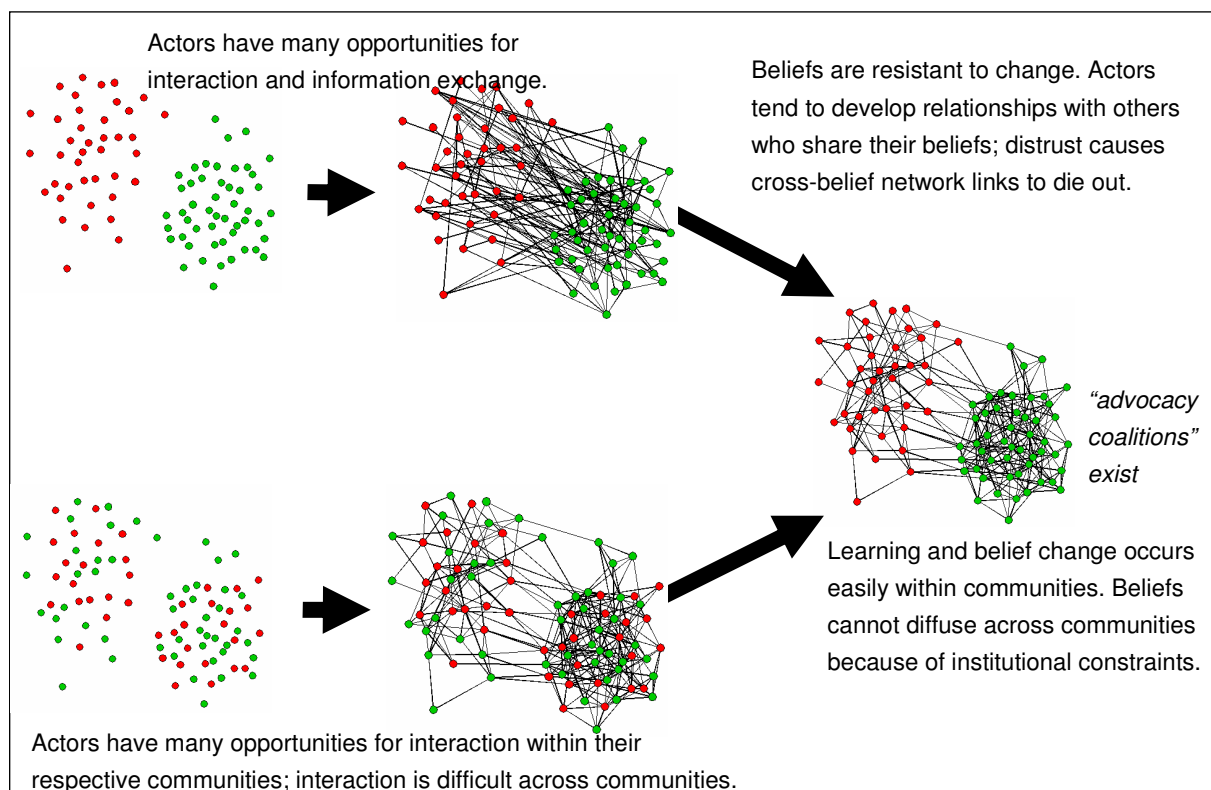 Actors have many opportunities for
interaction and information exchange.
Beliefs are resistant to change. Actors
tend to develop relationships with others
who share their beliefs; distrust causes
cross-belief network links to die out.
“advocacy
coalitions”
exist
Learning and belief change occurs
easily within communities. Beliefs
cannot diffuse across communities
because of institutional constraints.
Actors have many opportunities for interaction within their
respective communities; interaction is difficult across communities.